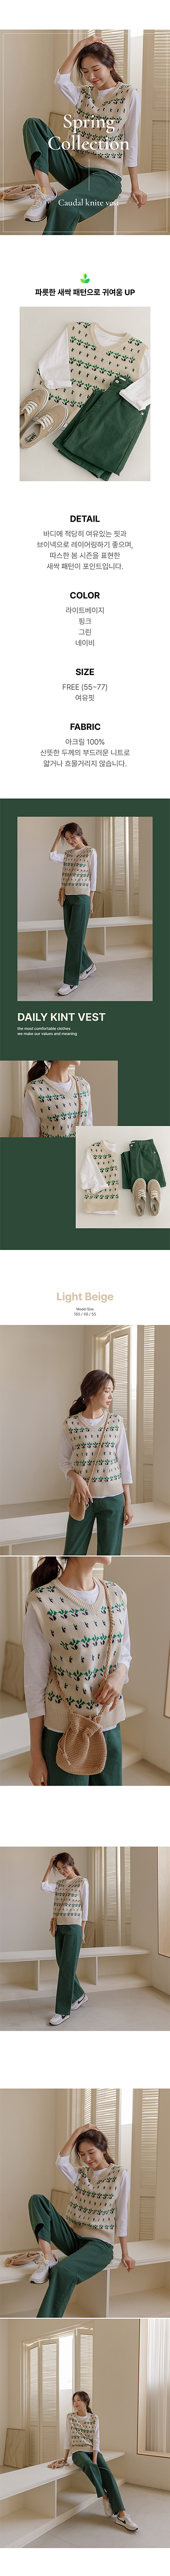 Spring
Collection
Caudal knite vest
파릇한 새싹 패턴으로 귀여움 UP
DETAIL
바디에 적당히 여유있는 핏과
브이넥으로 레이어링하기 좋으며,
따스한 봄 시즌을 표현한
새싹 패턴이 포인트입니다.
COLOR
라이트베이지
핑크
그린
네이비
SIZE
FREE (55~77)
여유핏
FABRIC
아크릴 100%
산뜻한 두께의 부드러운 니트로
얇거나 흐물거리지 않습니다.
DAILY KINT VEST
the most comfortable clothes
we make our values and meaning
Light Beige
Model Size
165 / 48 / 55